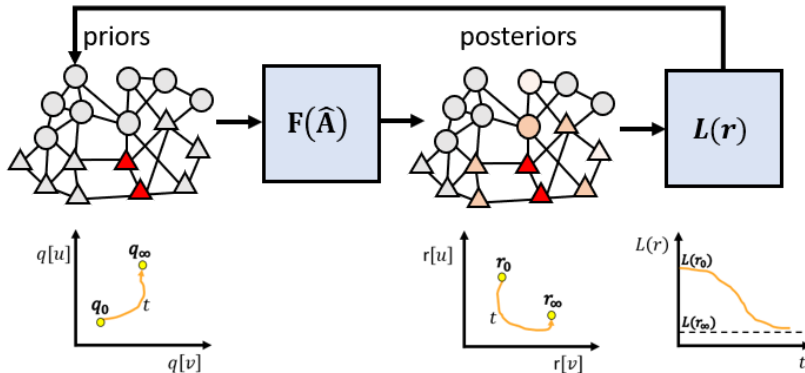 priors
posteriors
F(Â)
L(r)
q[u]
q∞
q₀
t
q[v]
r[u]
r₀
r∞
t
r[v]
L(r)
L(r₀)
L(r∞)
t